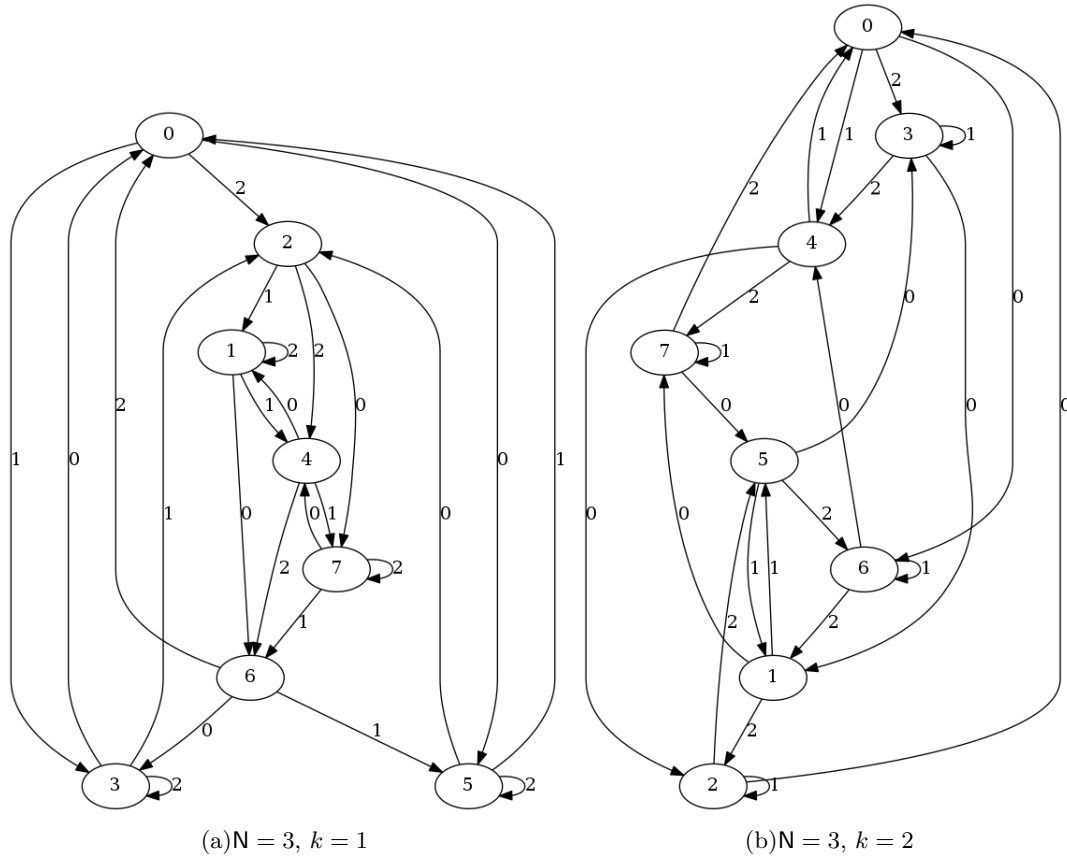 0
2
2
1
1 2 2
2 1 0 0
1 0 4 0 1
1 0 0 1 0
2 7 2
1
6
0 1
3 2 5 2
(a)N = 3, k = 1
0
2
1 1 3 1
2 2
4
2 0 0
7 1
0 0 0 0
5
0 0 2
1 1 6 1
2 2
1
2
2 1
(b)N = 3, k = 2